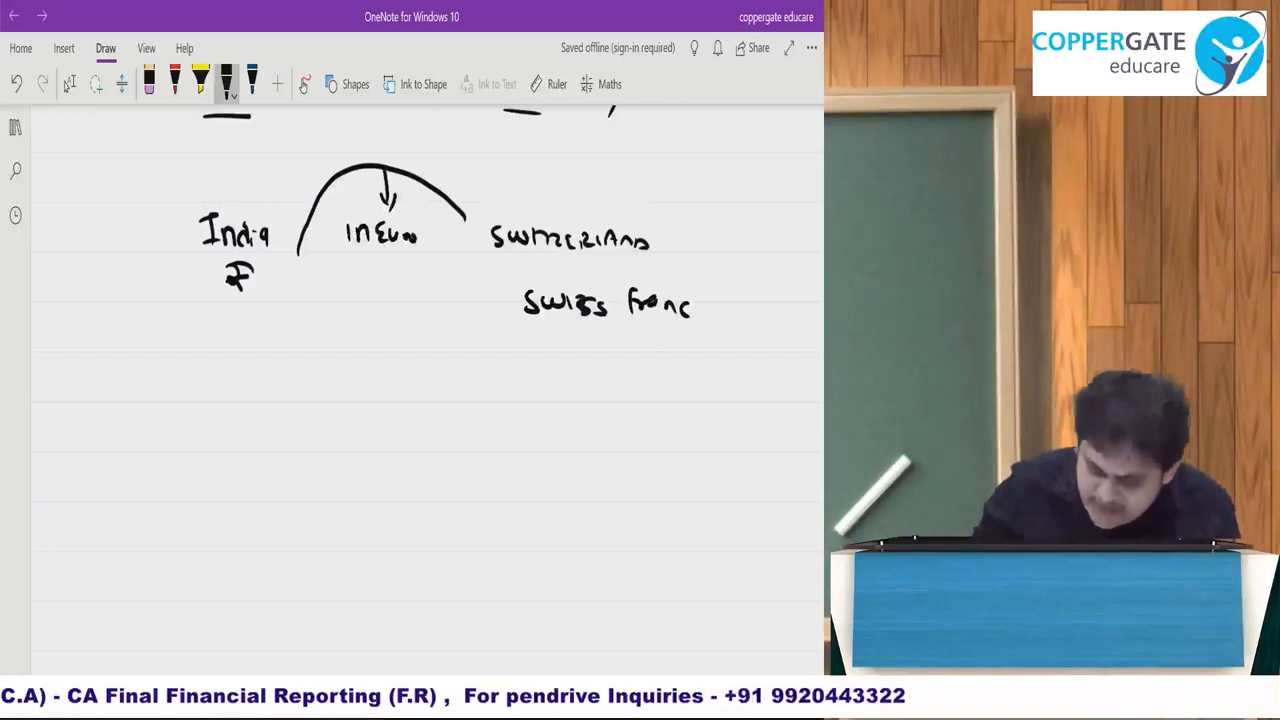 OneNote for Windows 10
coppergate educare
Home Insert Draw View Help
Saved offline (sign-in required)
Share
Shapes
Ink to Shape
Ink to Text
Ruler
Maths
COPPERGATE
educare
India
in Euro
SWITZERLAND
₹
SWISS Franc
C.A) - CA Final Financial Reporting (F.R) , For pendrive Inquiries - +91 9920443322